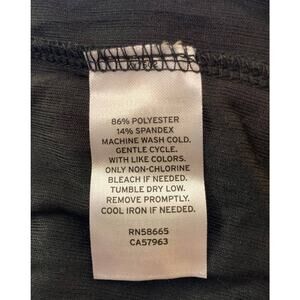 86% POLYESTER
14% SPANDEX
MACHINE WASH COLD.
GENTLE CYCLE.
WITH LIKE COLORS.
ONLY NON-CHLORINE
BLEACH IF NEEDED.
TUMBLE DRY LOW.
REMOVE PROMPTLY.
COOL IRON IF NEEDED.
RN58665
CA57963